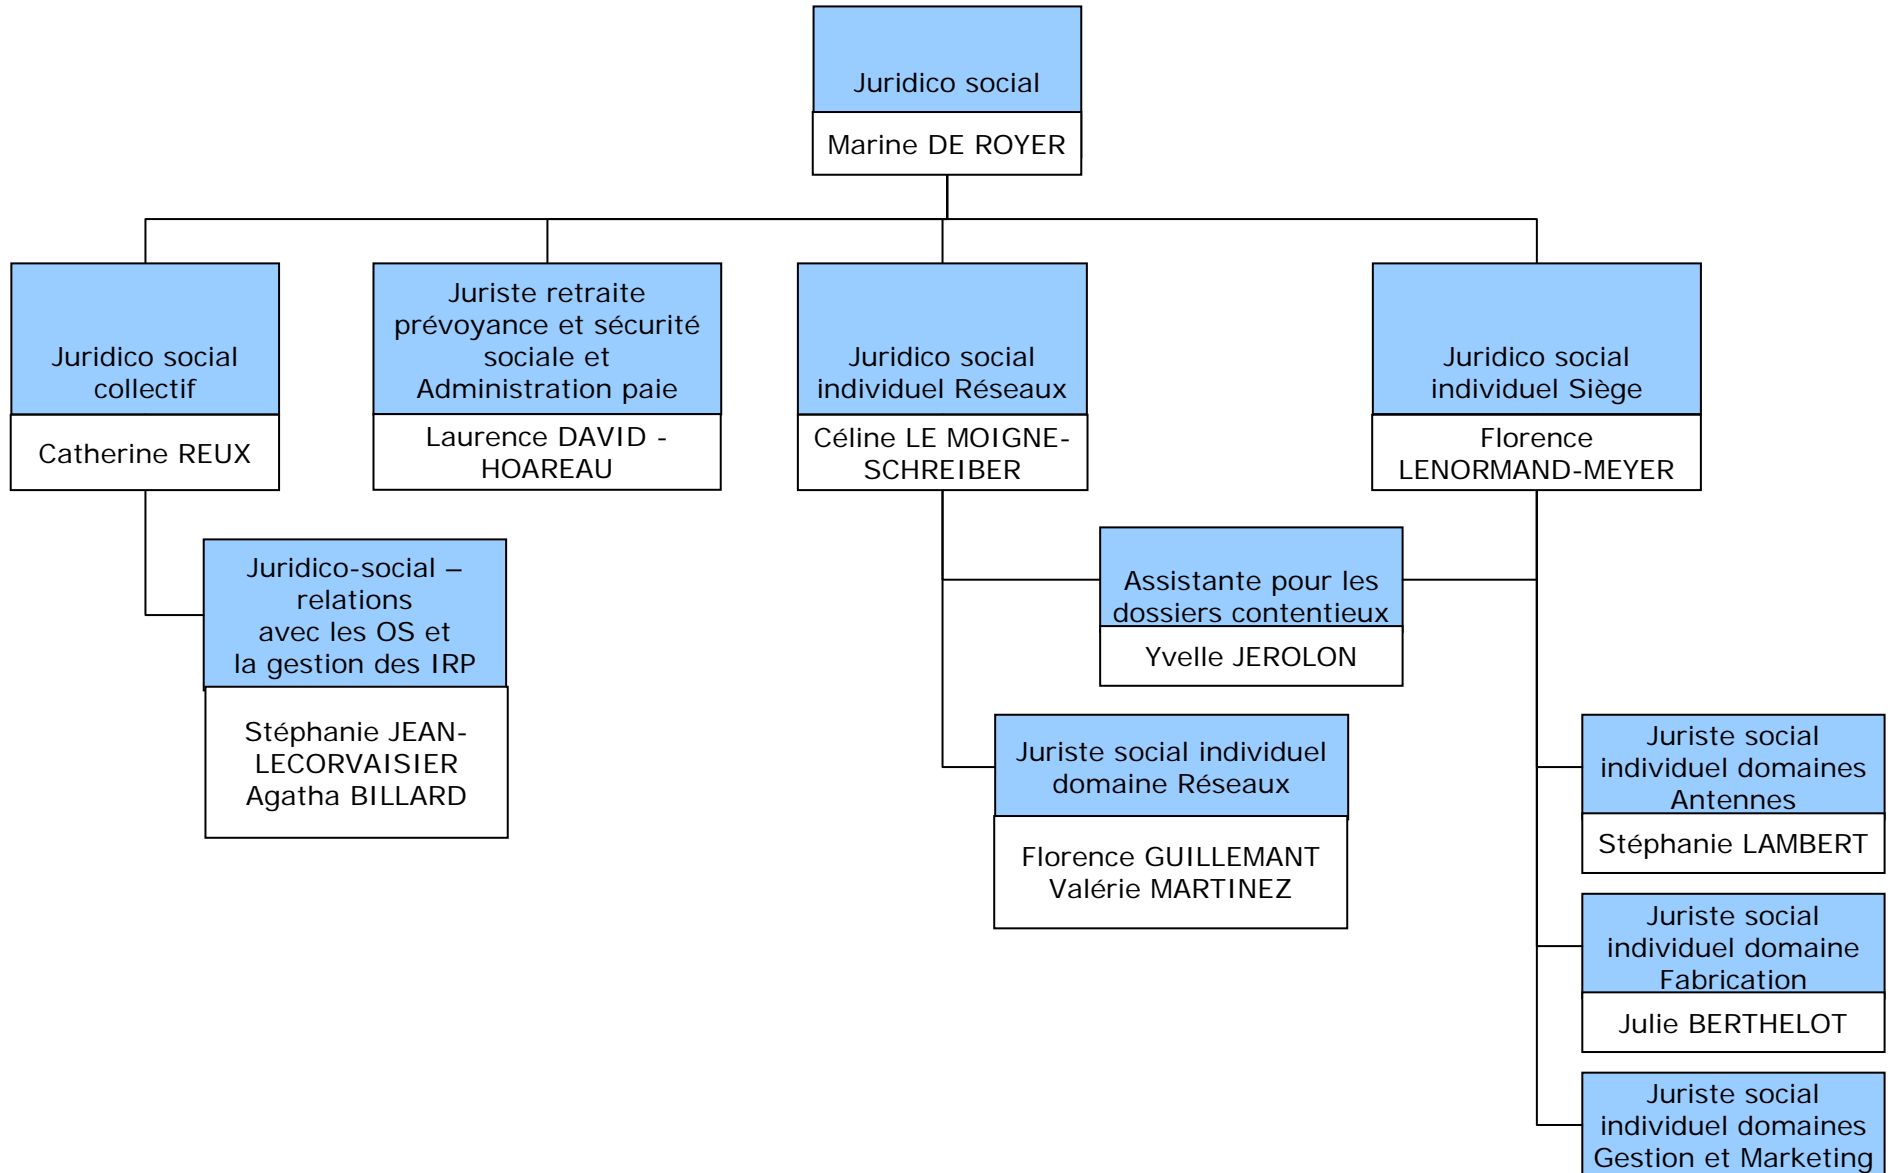 Juridico social
Marine DE ROYER
Juridico social
collectif
Catherine REUX
Juriste retraite
prévoyance et sécurité
sociale et
Administration paie
Laurence DAVID -
HOAREAU
Juridico social
individuel Réseaux
Céline LE MOIGNE-
SCHREIBER
Juridico social
individuel Siège
Florence
LENORMAND-MEYER
Juridico-social –
relations
avec les OS et
la gestion des IRP
Stéphanie JEAN-
LECORVAISIER
Agatha BILLARD
Assistante pour les
dossiers contentieux
Yvelle JEROLON
Juriste social individuel
domaine Réseaux
Florence GUILLEMANT
Valérie MARTINEZ
Juriste social
individuel domaines
Antennes
Stéphanie LAMBERT
Juriste social
individuel domaine
Fabrication
Julie BERTHELOT
Juriste social
individuel domaines
Gestion et Marketing